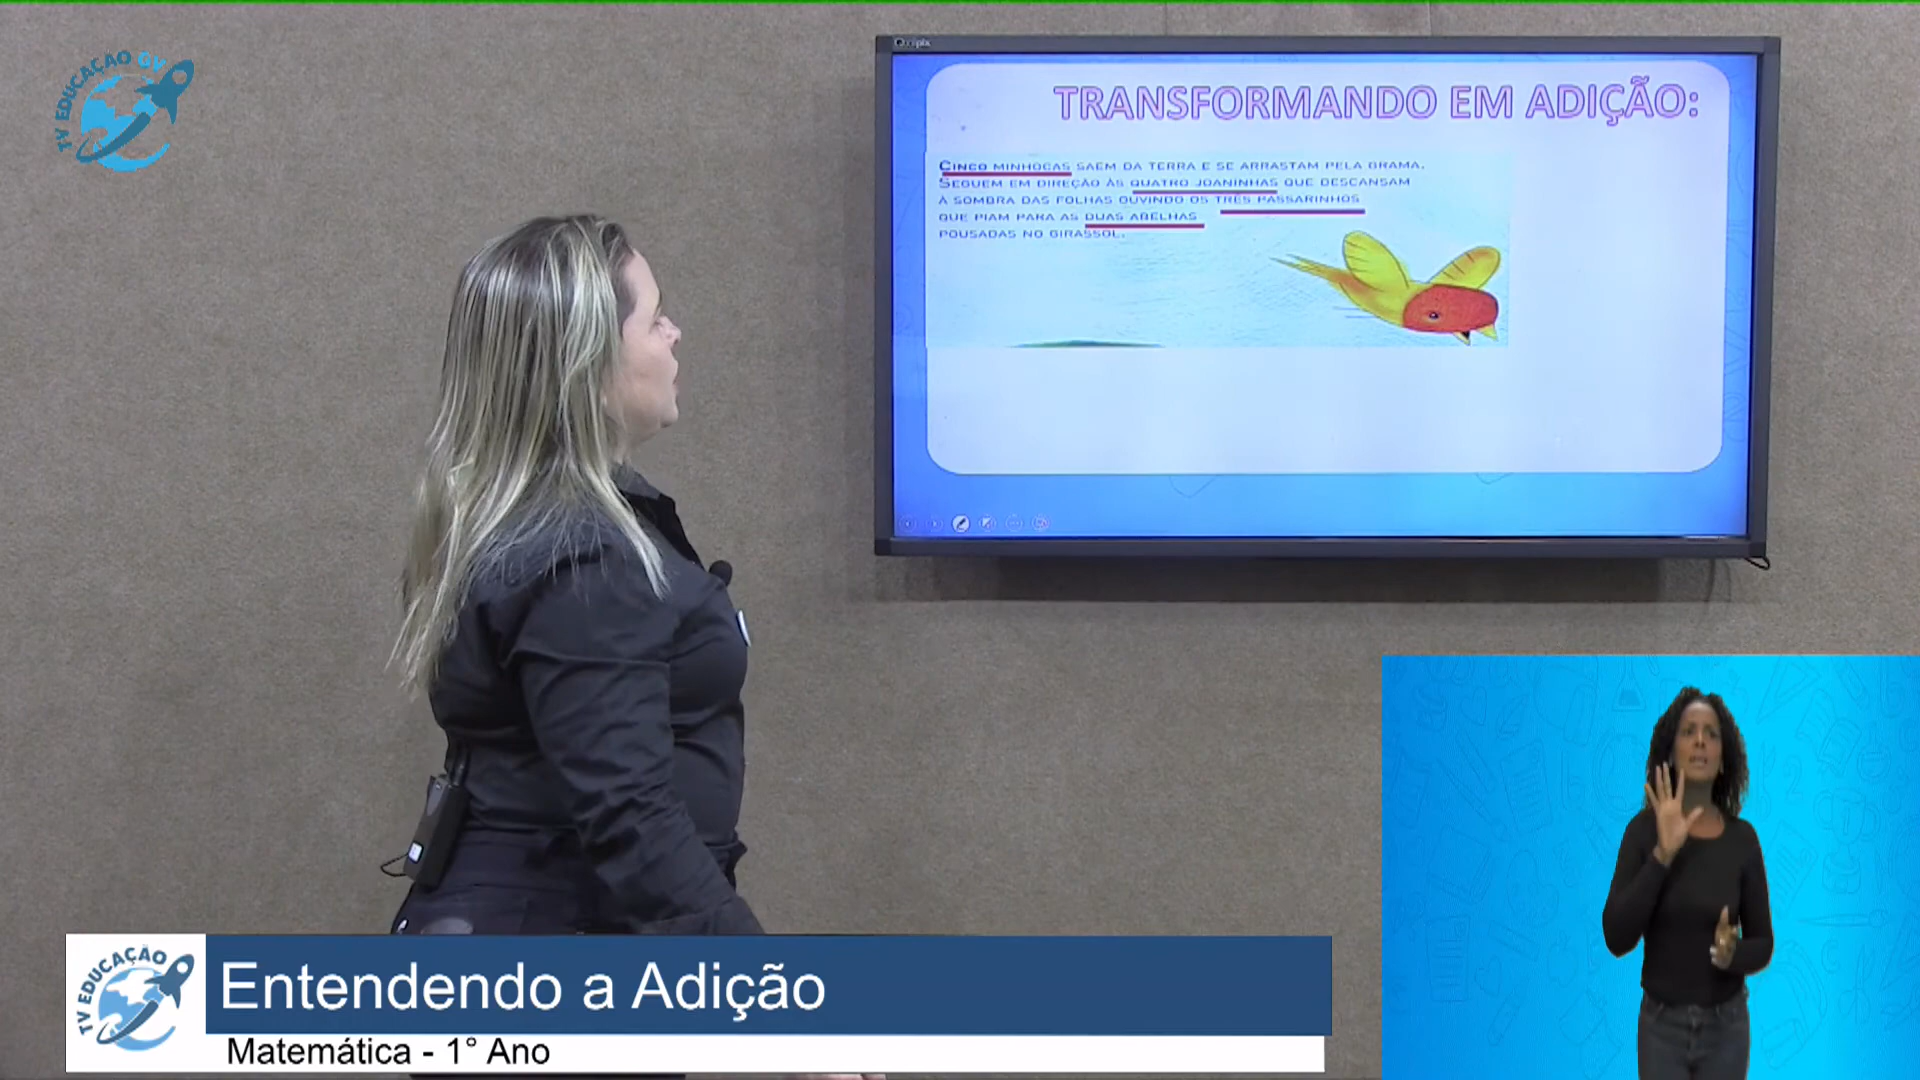 TV EDUCAÇÃO GV
TRANSFORMANDO EM ADIÇÃO:
CINCO MINHOCAS SAEM DA TERRA E SE ARRASTAM PELA GRAMA.
SEGUEM EM DIREÇÃO ÀS QUATRO JOANINHAS QUE DESCANSAM
À SOMBRA DAS FOLHAS OUVINDO OS TRÊS PASSARINHOS
QUE PIAM PARA AS DUAS ABELHAS
POUSADAS NO GIRASSOL.
TV EDUCAÇÃO
Entendendo a Adição
Matemática - 1° Ano